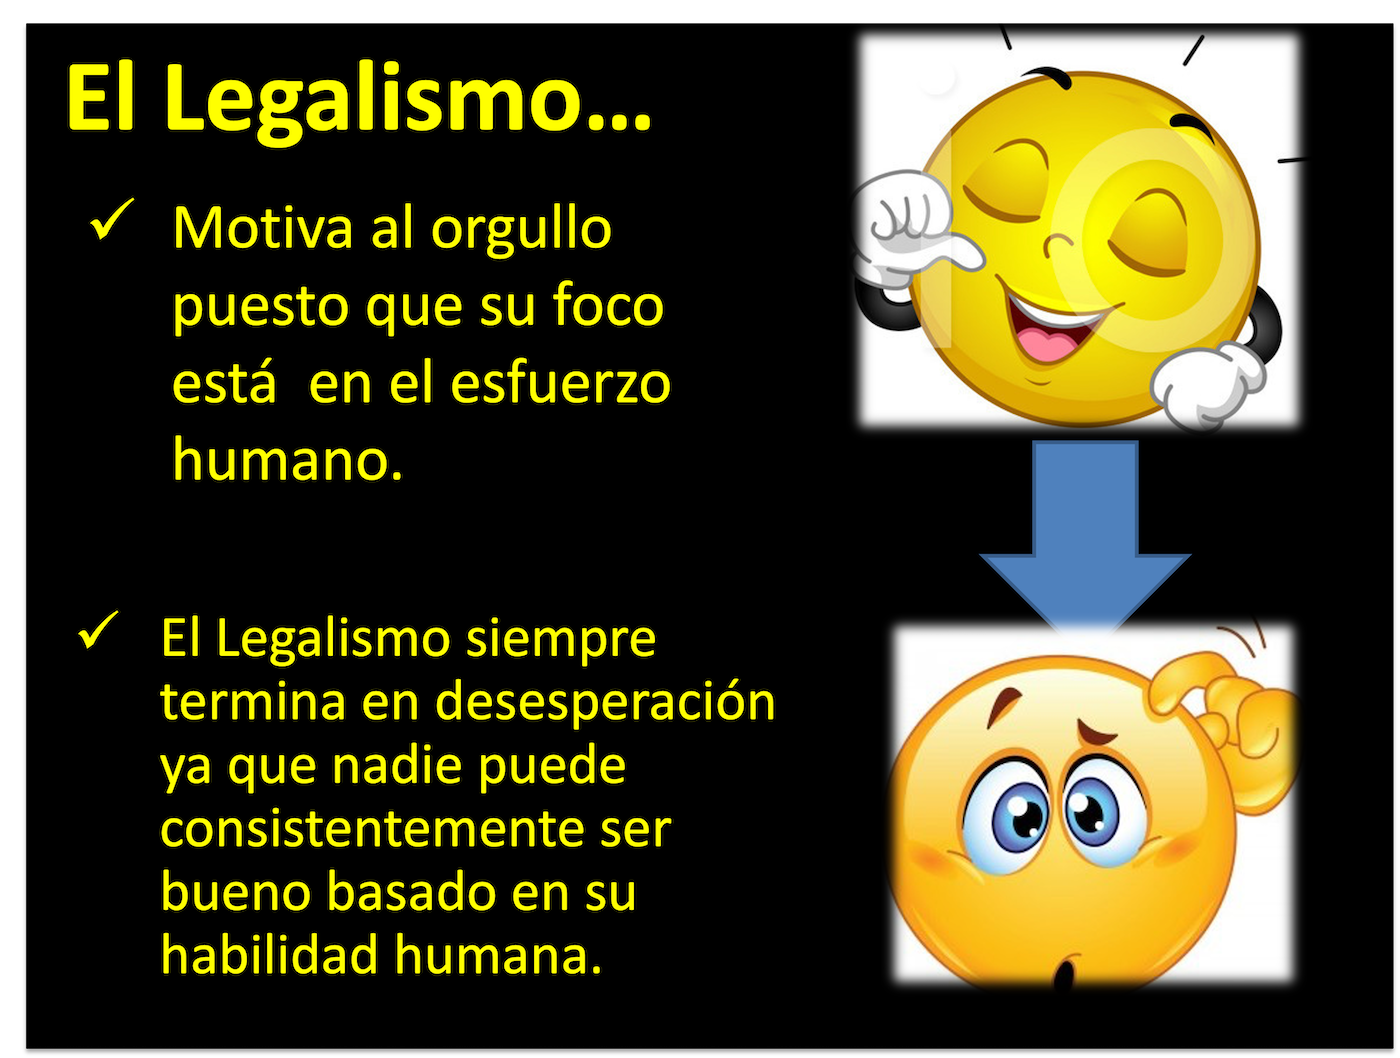 El Legalismo...
✓ Motiva al orgullo
puesto que su foco
está en el esfuerzo
humano.
✓ El Legalismo siempre
termina en desesperación
ya que nadie puede
consistentemente ser
bueno basado en su
habilidad humana.